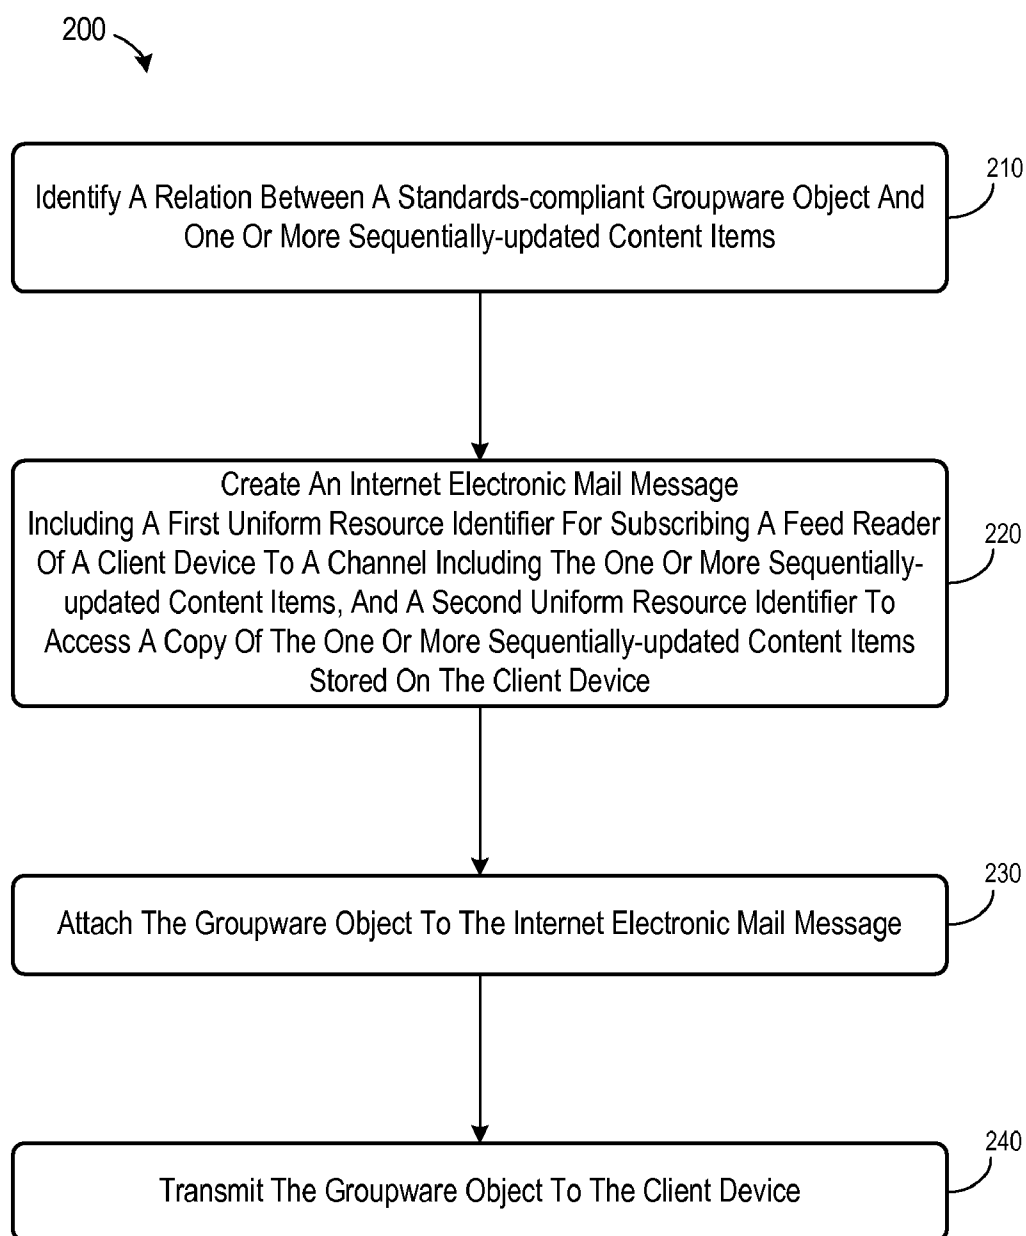 200
210
Identify A Relation Between A Standards-compliant Groupware Object And
One Or More Sequentially-updated Content Items
220
Create An Internet Electronic Mail Message
Including A First Uniform Resource Identifier For Subscribing A Feed Reader
Of A Client Device To A Channel Including The One Or More Sequentially-
updated Content Items, And A Second Uniform Resource Identifier To
Access A Copy Of The One Or More Sequentially-updated Content Items
Stored On The Client Device
230
Attach The Groupware Object To The Internet Electronic Mail Message
240
Transmit The Groupware Object To The Client Device